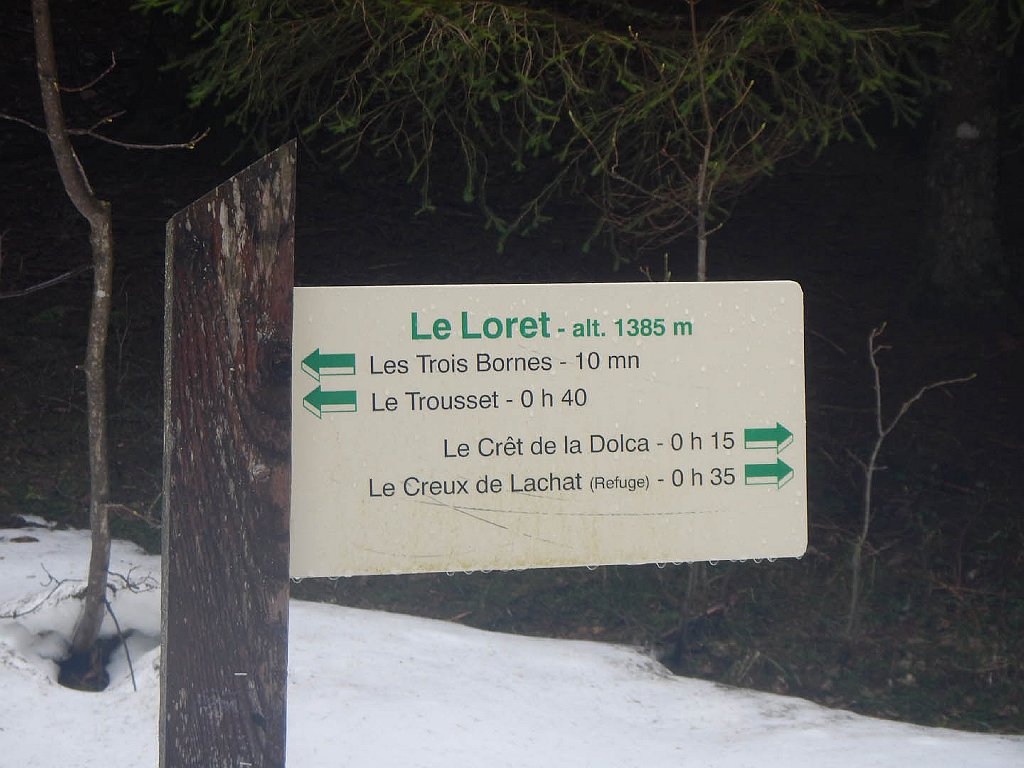 Le Loret - alt. 1385 m
Les Trois Bornes - 10 mn
Le Trousset - 0 h 40
Le Crêt de la Dolca - 0 h 15
Le Creux de Lachat (Refuge) - 0 h 35